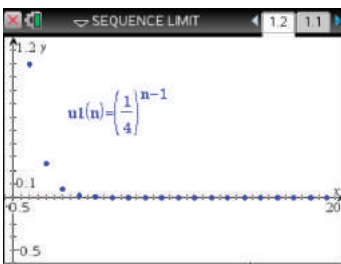 SEQUENCE LIMIT
1.2 1.1
1.2 y
u1(n)=(1/4)^n-1
0.1
x
0.5 20
-0.5